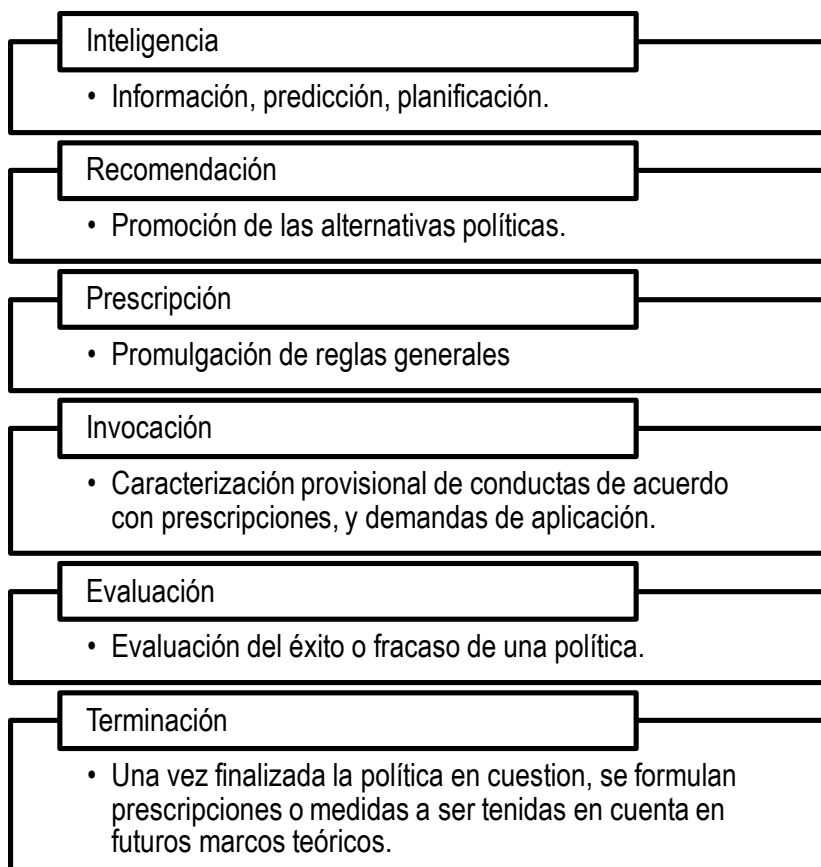 Inteligencia
• Información, predicción, planificación.
Recomendación
• Promoción de las alternativas políticas.
Prescripción
• Promulgación de reglas generales
Invocación
• Caracterización provisional de conductas de acuerdo
con prescripciones, y demandas de aplicación.
Evaluación
• Evaluación del éxito o fracaso de una política.
Terminación
• Una vez finalizada la política en cuestion, se formulan
prescripciones o medidas a ser tenidas en cuenta en
futuros marcos teóricos.